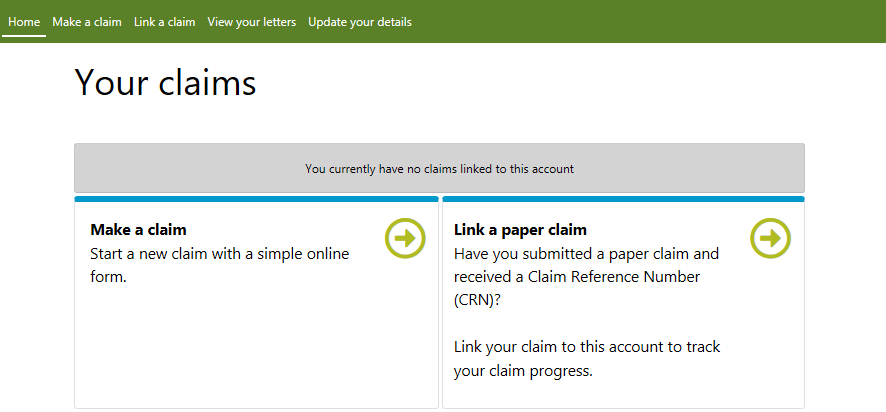 Home Make a claim Link a claim View your letters Update your details
Your claims
You currently have no claims linked to this account
Make a claim
Start a new claim with a simple online
form.
Link a paper claim
Have you submitted a paper claim and
received a Claim Reference Number
(CRN)?
Link your claim to this account to track
your claim progress.